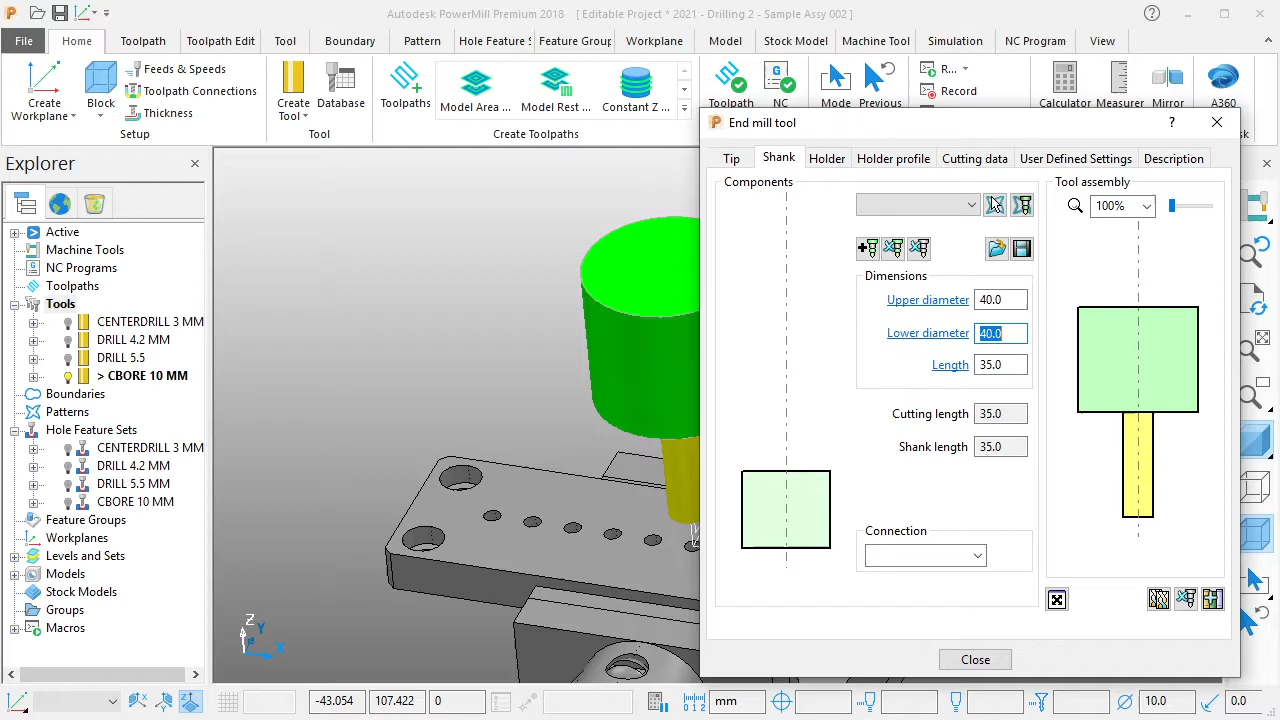 Autodesk PowerMill Premium 2018 [ Editable Project * 2021 - Drilling 2 - Sample Assy 002 ]
File Home Toolpath Toolpath Edit Tool Boundary Pattern Hole Feature S Feature Group Workplane Model Stock Model Machine Tool Simulation NC Program View
Create Workplane
Block
Feeds & Speeds
Toolpath Connections
Thickness
Setup
Create Tool
Database
Tool
Toolpaths
Model Area ...
Model Rest ...
Constant Z ...
Create Toolpaths
Toolpath
NC
Mode
Previous
R...
Record
Calculator
Measurer
Mirror
A360
End mill tool
?
Tip Shank Holder Holder profile Cutting data User Defined Settings Description
Components
Dimensions
Upper diameter 40.0
Lower diameter 40.0
Length 35.0
Cutting length 35.0
Shank length 35.0
Connection
Tool assembly
100%
Close
Explorer
Active
Machine Tools
NC Programs
Toolpaths
Tools
CENTERDRILL 3 MM
DRILL 4.2 MM
DRILL 5.5
> CBORE 10 MM
Boundaries
Patterns
Hole Feature Sets
CENTERDRILL 3 MM
DRILL 4.2 MM
DRILL 5.5 MM
CBORE 10 MM
Feature Groups
Workplanes
Levels and Sets
Models
Stock Models
Groups
Macros
Z
Y
X
-43.054 107.422 0 mm 10.0 0.0